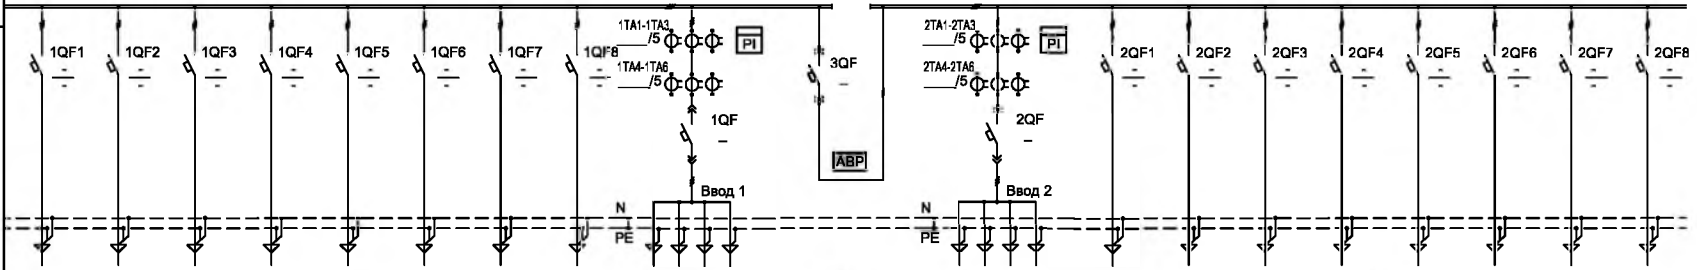 1QF1 1QF2 1QF3 1QF4 1QF5 1QF6 1QF7 1QF8
1TA1-1TA3
/5
1TA4-1TA6
/5
PI
1QF
Ввод 1
3QF
АВР
2TA1-2TA3
/5
2TA4-2TA6
/5
PI
2QF
Ввод 2
2QF1 2QF2 2QF3 2QF4 2QF5 2QF6 2QF7 2QF8
N
PE
N
PE